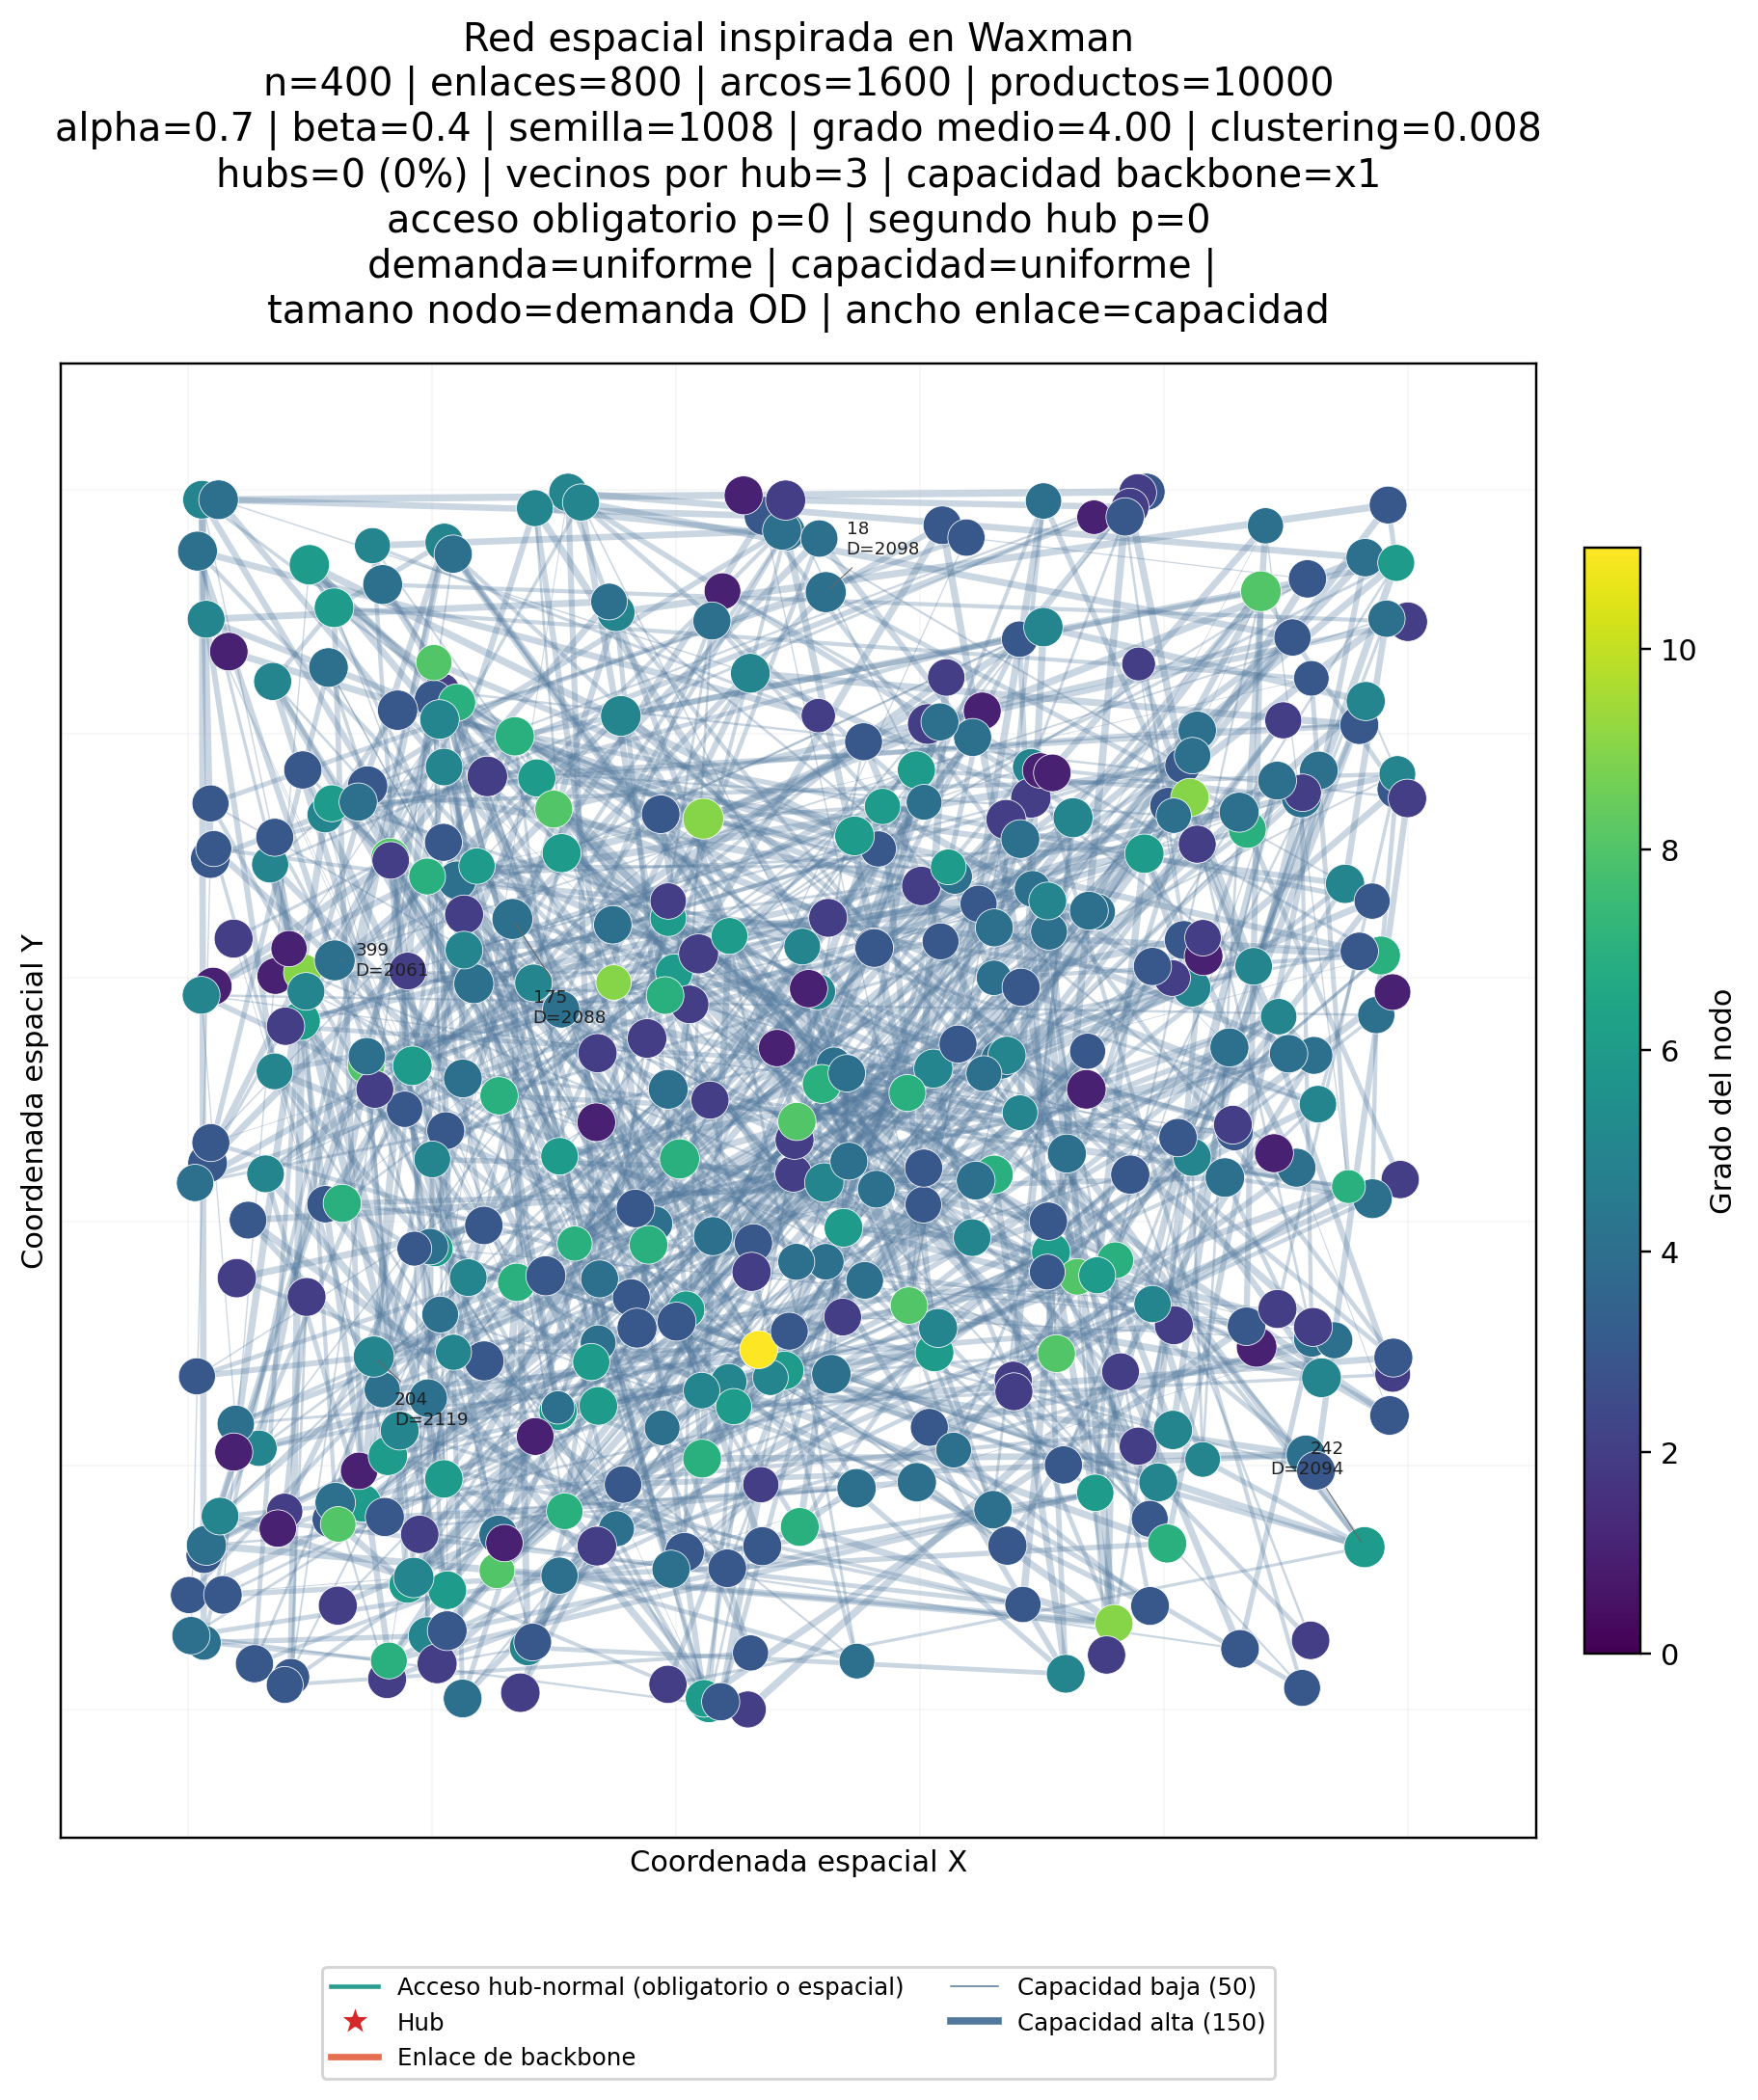 Red espacial inspirada en Waxman
n=400 | enlaces=800 | arcos=1600 | productos=10000
alpha=0.7 | beta=0.4 | semilla=1008 | grado medio=4.00 | clustering=0.008
hubs=0 (0%) | vecinos por hub=3 | capacidad backbone=x1
acceso obligatorio p=0 | segundo hub p=0
demanda=uniforme | capacidad=uniforme |
tamano nodo=demanda OD | ancho enlace=capacidad
18
D=2098
399
D=2061
175
D=2088
204
D=2119
242
D=2094
Coordenada espacial Y
Coordenada espacial X
10
8
6
4
2
0
Grado del nodo
Acceso hub-normal (obligatorio o espacial)
Hub
Enlace de backbone
Capacidad baja (50)
Capacidad alta (150)